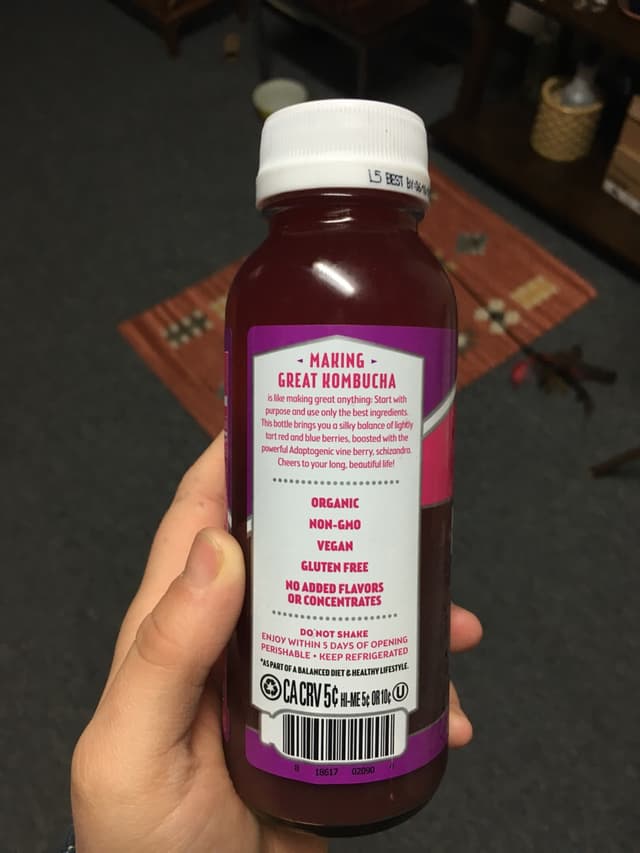 L5 BEST BY
MAKING
GREAT KOMBUCHA
is like making great anything: Start with
purpose and use only the best ingredients.
This bottle brings you a silky balance of lightly
tart red and blue berries, boosted with the
powerful Adaptogenic vine berry, schizandra.
Cheers to your long, beautiful life!
ORGANIC
NON-GMO
VEGAN
GLUTEN FREE
NO ADDED FLAVORS
OR CONCENTRATES
DO NOT SHAKE
ENJOY WITHIN 5 DAYS OF OPENING
PERISHABLE • KEEP REFRIGERATED
*AS PART OF A BALANCED DIET & HEALTHY LIFESTYLE.
CA CRV 5¢ HI-ME 5¢ OR 10¢ U
8 18617 02090